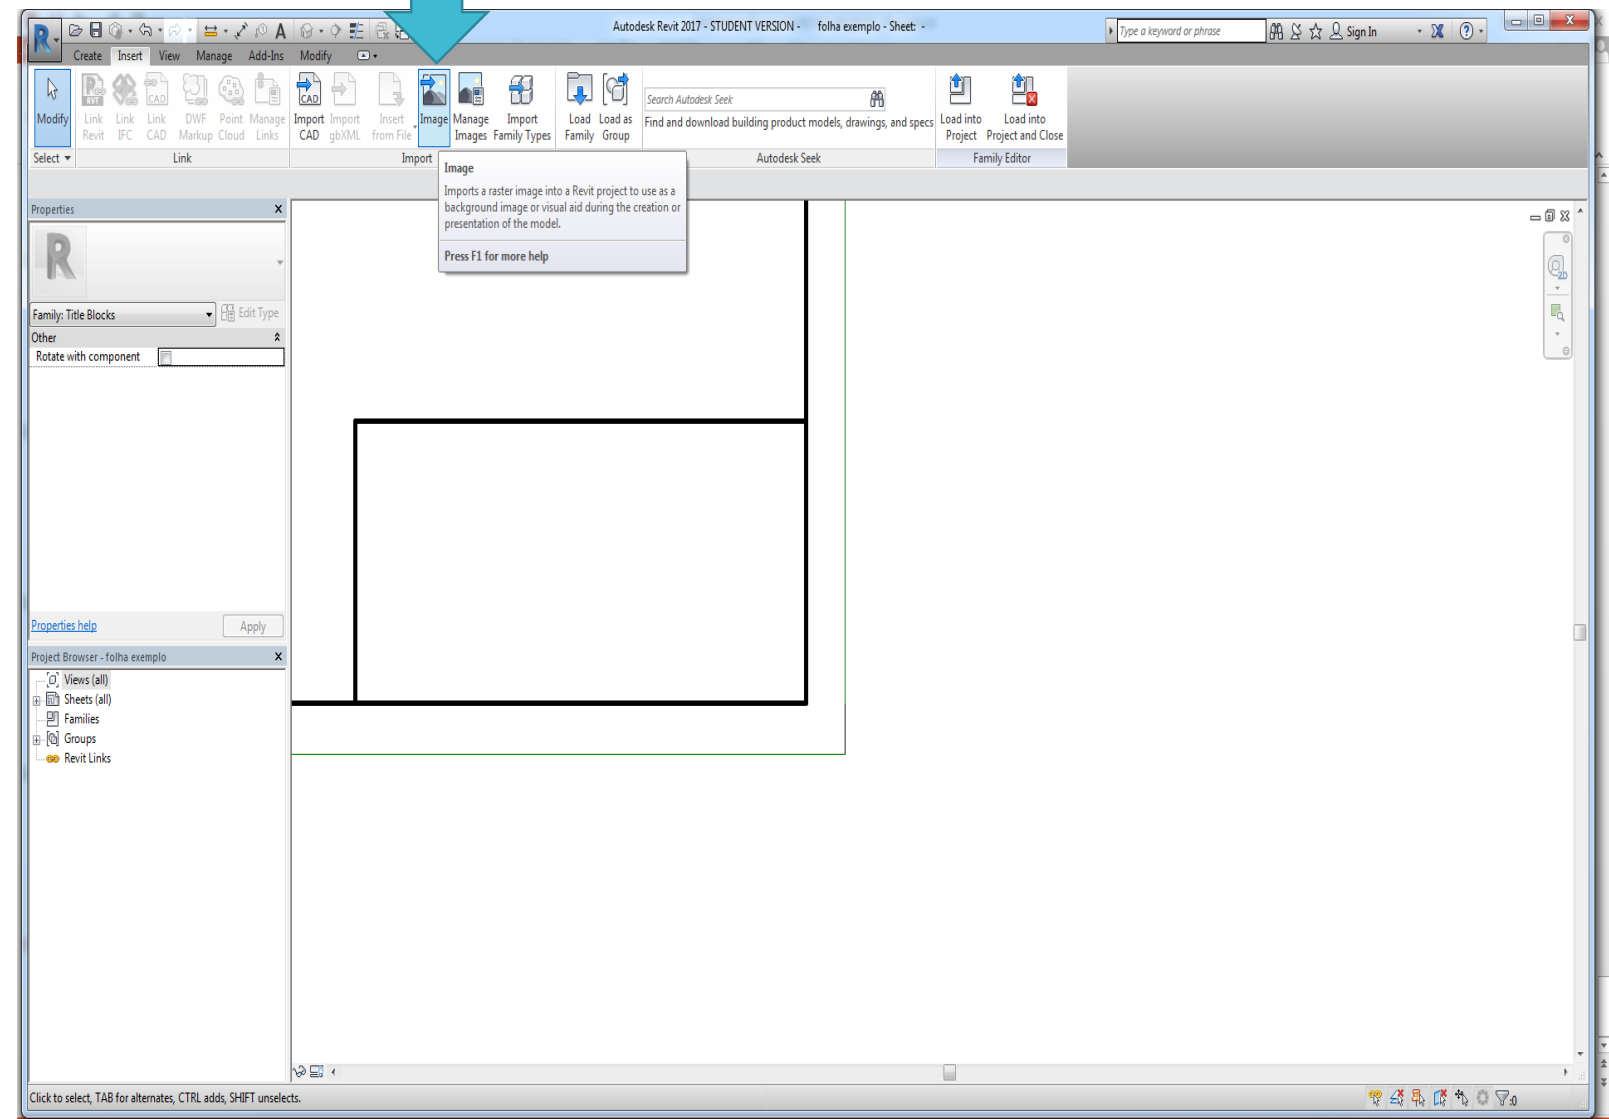 Autodesk Revit 2017 - STUDENT VERSION - folha exemplo - Sheet: -
Type a keyword or phrase
Sign In
Create Insert View Manage Add-Ins Modify
Modify
Link Revit
Link IFC
Link CAD
DWF Markup
Point Cloud
Manage Links
Import CAD
Import gbXML
Insert from File
Image
Manage Images
Import Family Types
Load Family
Load as Group
Search Autodesk Seek
Find and download building product models, drawings, and specs
Load into Project
Load into Project and Close
Select
Link
Import
Autodesk Seek
Family Editor
Image
Imports a raster image into a Revit project to use as a
background image or visual aid during the creation or
presentation of the model.
Press F1 for more help
Properties
R
Family: Title Blocks
Edit Type
Other
Rotate with component
Properties help
Apply
Project Browser - folha exemplo
Views (all)
Sheets (all)
Families
Groups
Revit Links
2D
Click to select, TAB for alternates, CTRL adds, SHIFT unselects.
:0